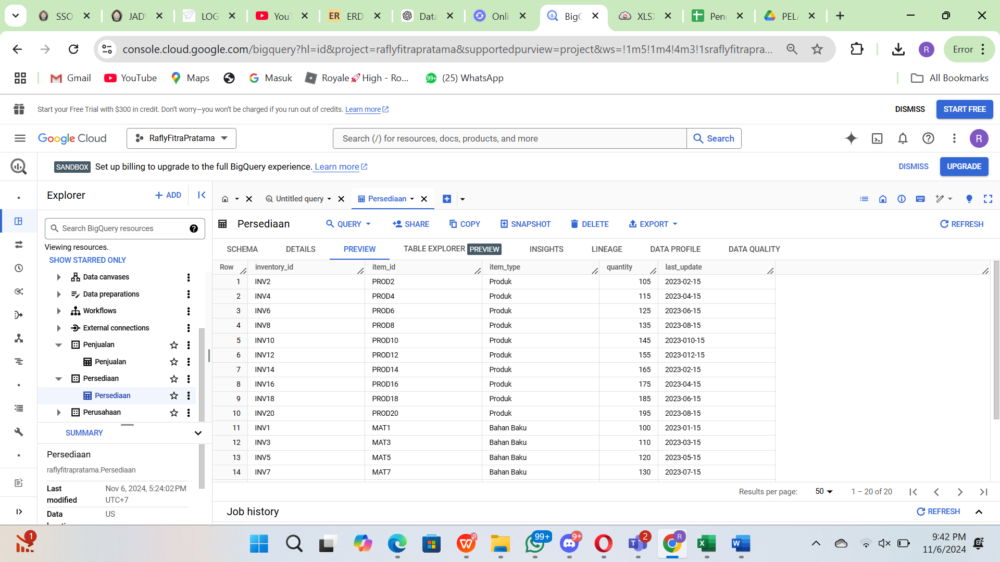 SSO
JAD
LOG
You
ER ERD
Data
Onli
BigQ
XLS
Pen
PEL
console.cloud.google.com/bigquery?hl=id&project=raflyfitrapratama&supportedpurview=project&ws=!1m5!1m4!4m3!1sraflyfitrapra...
R
Error
Gmail
YouTube
Maps
Masuk
Royale🚀High - Ro...
99+
(25) WhatsApp
All Bookmarks
Start your Free Trial with $300 in credit. Don't worry—you won't be charged if you run out of credits. Learn more
DISMISS
START FREE
Google Cloud
RaflyFitraPratama
Search (/) for resources, docs, products, and more
Search
R
SANDBOX Set up billing to upgrade to the full BigQuery experience. Learn more
DISMISS
UPGRADE
Explorer
+ ADD
Untitled query
Persediaan
Search BigQuery resources
Viewing resources.
SHOW STARRED ONLY
Data canvases
Data preparations
Workflows
External connections
Penjualan
Penjualan
Persediaan
Persediaan
Perusahaan
SUMMARY
Persediaan
raflyfitrapratama.Persediaan
Last modified
Nov 6, 2024, 5:24:02 PM UTC+7
Data
US
Persediaan
QUERY
SHARE
COPY
SNAPSHOT
DELETE
EXPORT
REFRESH
SCHEMA
DETAILS
PREVIEW
TABLE EXPLORER PREVIEW
INSIGHTS
LINEAGE
DATA PROFILE
DATA QUALITY
Row inventory_id item_id item_type quantity last_update
1 INV2 PROD2 Produk 105 2023-02-15
2 INV4 PROD4 Produk 115 2023-04-15
3 INV6 PROD6 Produk 125 2023-06-15
4 INV8 PROD8 Produk 135 2023-08-15
5 INV10 PROD10 Produk 145 2023-010-15
6 INV12 PROD12 Produk 155 2023-012-15
7 INV14 PROD14 Produk 165 2023-02-15
8 INV16 PROD16 Produk 175 2023-04-15
9 INV18 PROD18 Produk 185 2023-06-15
10 INV20 PROD20 Produk 195 2023-08-15
11 INV1 MAT1 Bahan Baku 100 2023-01-15
12 INV3 MAT3 Bahan Baku 110 2023-03-15
13 INV5 MAT5 Bahan Baku 120 2023-05-15
14 INV7 MAT7 Bahan Baku 130 2023-07-15
Results per page: 50 1 – 20 of 20
Job history
REFRESH
1
99+
9+
2
R
9:42 PM
11/6/2024